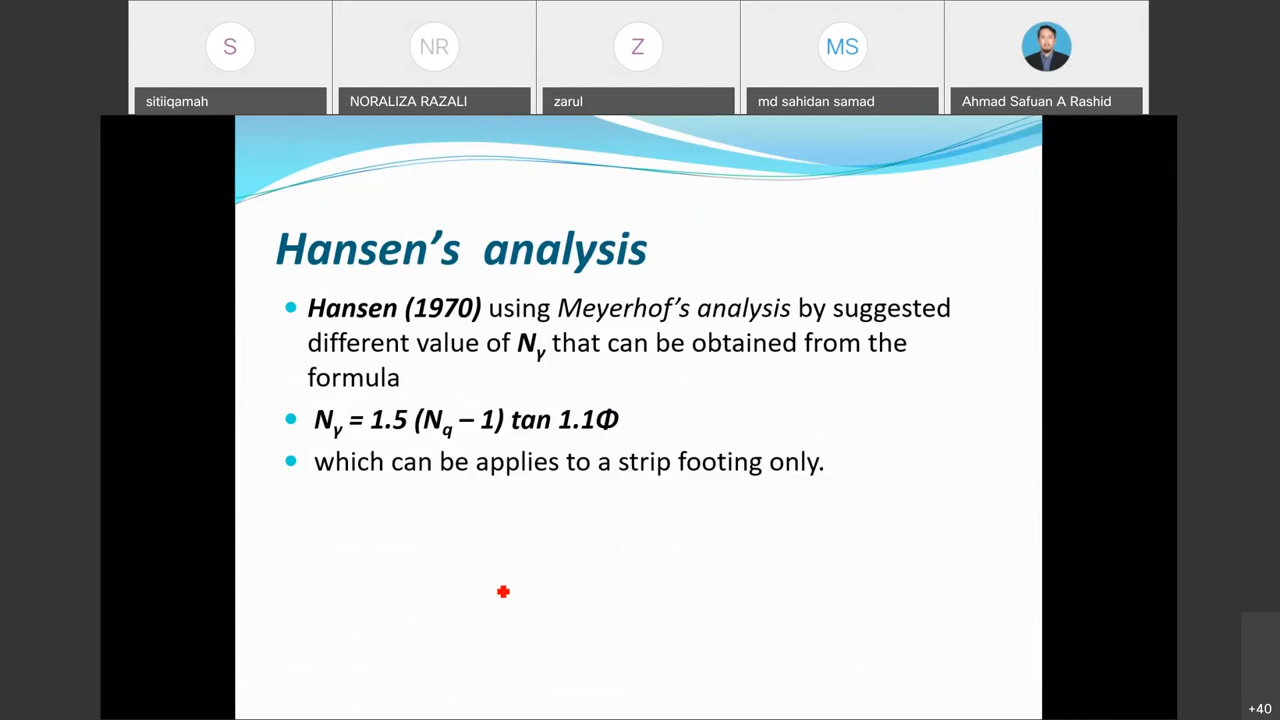 S
NR
Z
MS
sitiiqamah
NORALIZA RAZALI
zarul
md sahidan samad
Ahmad Safuan A Rashid
Hansen's analysis
Hansen (1970) using Meyerhof's analysis by suggested
different value of Nγ that can be obtained from the
formula
Nγ = 1.5 (Nq – 1) tan 1.1Φ
which can be applies to a strip footing only.
+40